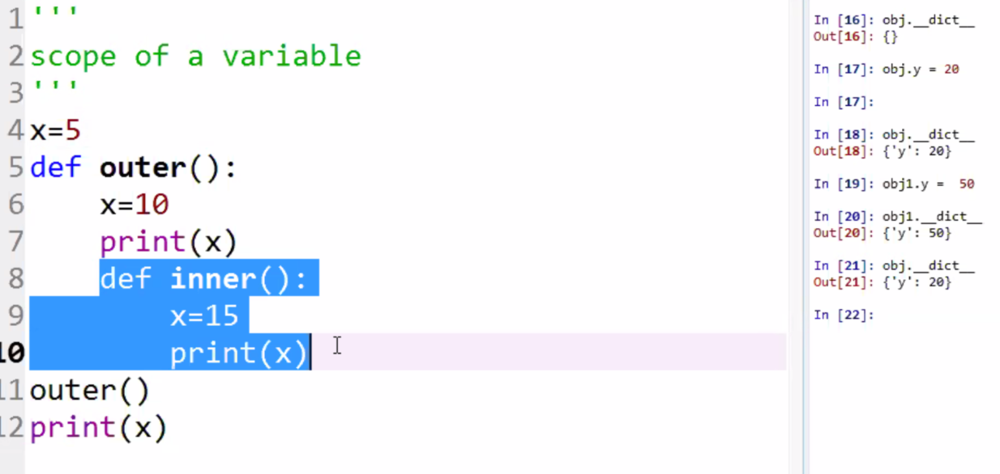 1 '''
2 scope of a variable
3 '''
4 x=5
5 def outer():
6     x=10
7     print(x)
8     def inner():
9         x=15
10         print(x)
11 outer()
12 print(x)
In [16]: obj.__dict__
Out[16]: {}
In [17]: obj.y = 20
In [17]:
In [18]: obj.__dict__
Out[18]: {'y': 20}
In [19]: obj1.y =  50
In [20]: obj1.__dict__
Out[20]: {'y': 50}
In [21]: obj.__dict__
Out[21]: {'y': 20}
In [22]: